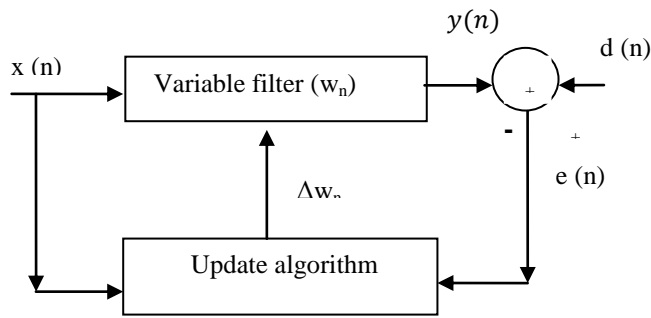 y(n)
d (n)
x (n)
Variable filter (wₙ)
+
-
+
e (n)
Δwₙ
Update algorithm